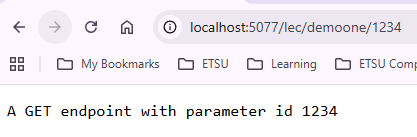 localhost:5077/lec/demoone/1234
My Bookmarks ETSU Learning ETSU Comp
A GET endpoint with parameter id 1234